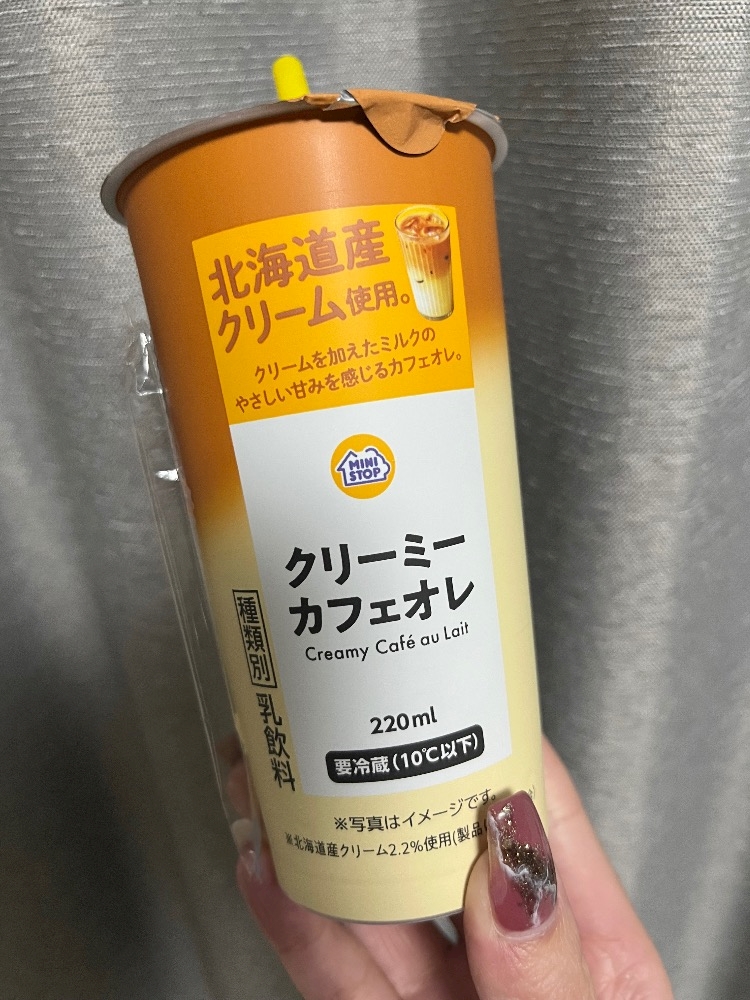 北海道産
クリーム使用。
クリームを加えたミルクの
やさしい甘みを感じるカフェオレ。
MINI
STOP
クリーミー
カフェオレ
Creamy Café au Lait
種類別 乳飲料
220ml
要冷蔵(10℃以下)
※写真はイメージです。
※北海道産クリーム2.2%使用(製品